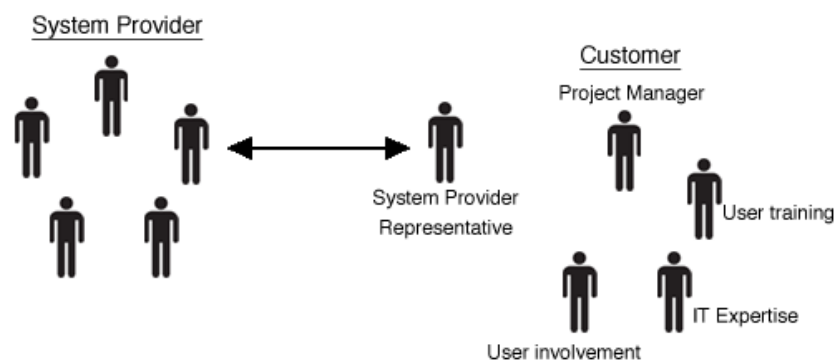 System Provider
Customer
Project Manager
System Provider
Representative
User training
IT Expertise
User involvement